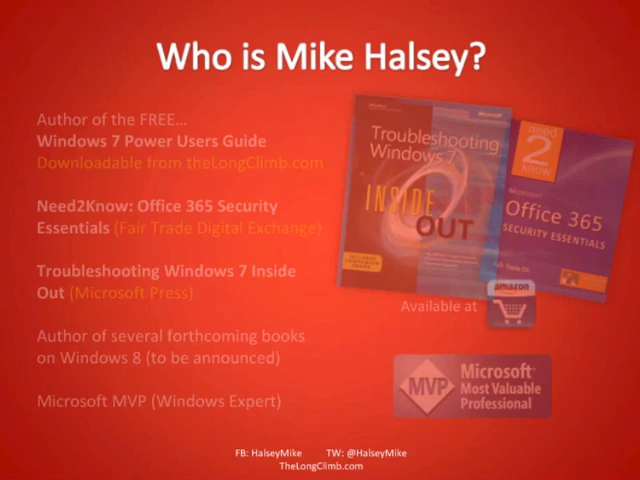 Who is Mike Halsey?
Author of the FREE...
Windows 7 Power Users Guide
Downloadable from theLongClimb.com
Need2Know: Office 365 Security
Essentials (Fair Trade Digital Exchange)
Troubleshooting Windows 7 Inside
Out (Microsoft Press)
Author of several forthcoming books
on Windows 8 (to be announced)
Microsoft MVP (Windows Expert)
Microsoft
Troubleshooting
Windows 7
INSIDE
OUT
INCLUDES
COMPANION
need
2
know
Microsoft
Office 365
SECURITY ESSENTIALS
Available at
amazon
MVP
Microsoft®
Most Valuable
Professional
FB: HalseyMike TW: @HalseyMike
TheLongClimb.com